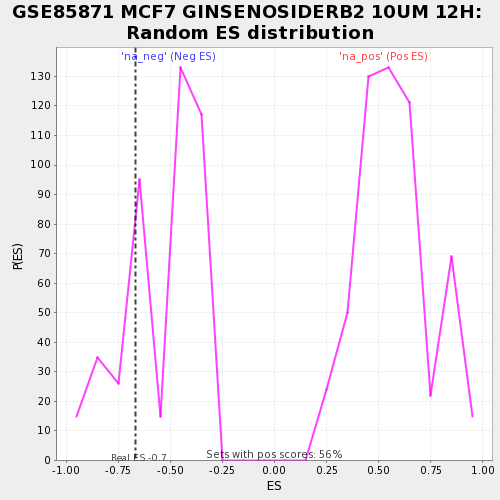 GSE85871 MCF7 GINSENOSIDERB2 10UM 12H:
Random ES distribution
'na_neg' (Neg ES)
'na_pos' (Pos ES)
130
120
110
100
90
80
70
60
50
40
30
20
10
0
P(ES)
Real ES -0.7
Sets with pos scores: 56%
-1.00 -0.75 -0.50 -0.25 0.00 0.25 0.50 0.75 1.00
ES